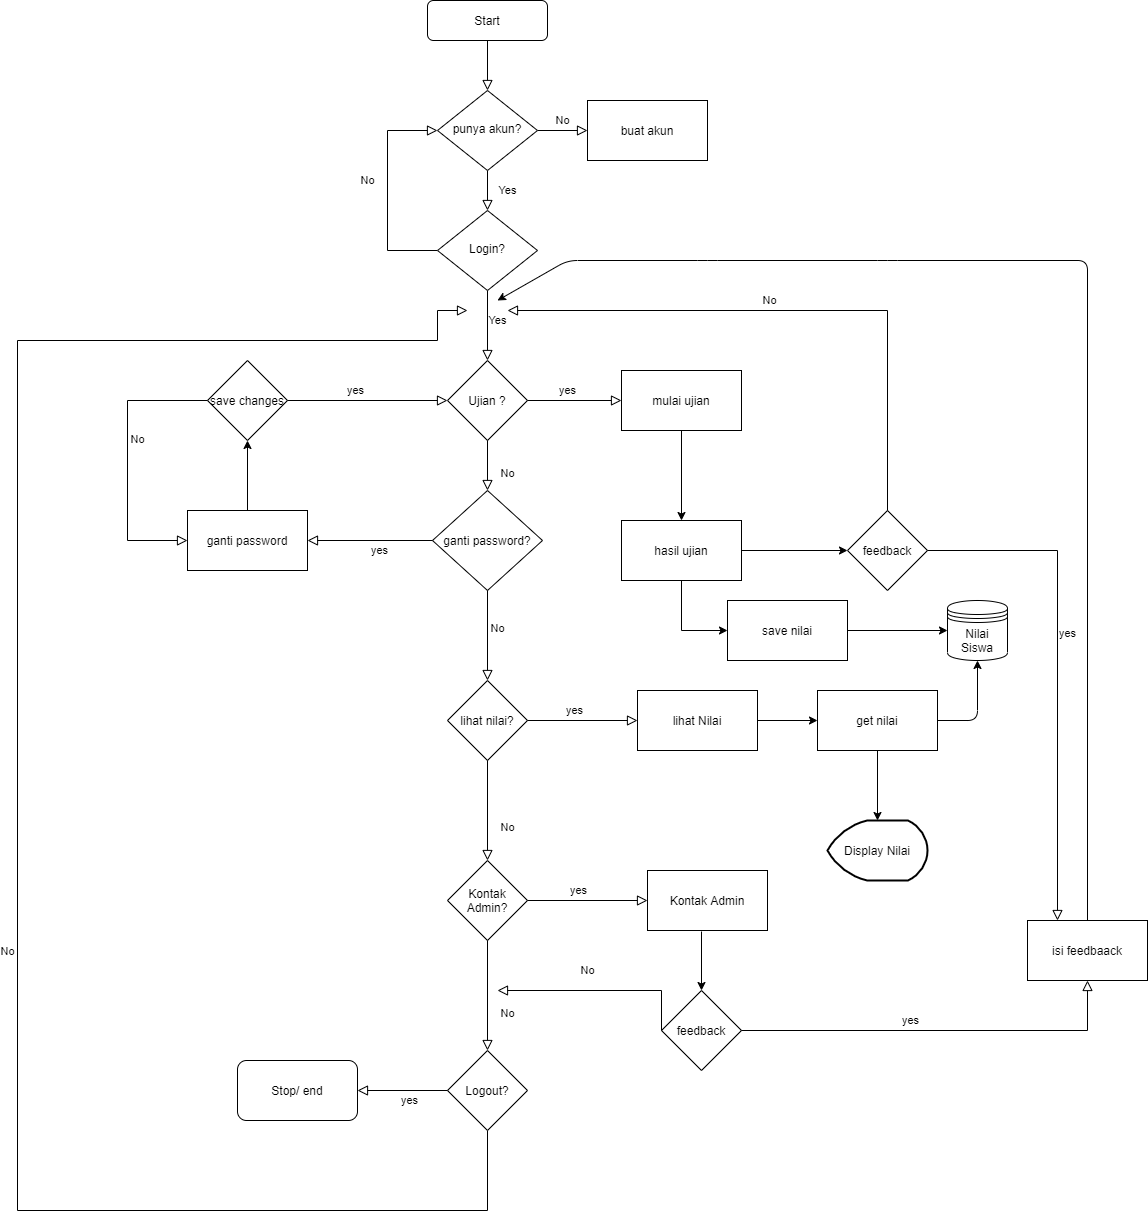 Start
punya akun?
No
buat akun
No
Yes
Login?
No
Yes
save changes
yes
Ujian ?
yes
mulai ujian
No
No
ganti password
yes
ganti password?
hasil ujian
feedback
save nilai
Nilai
Siswa
yes
No
lihat nilai?
yes
lihat Nilai
get nilai
No
Display Nilai
Kontak
Admin?
yes
Kontak Admin
No
isi feedbaack
No
No
feedback
yes
Stop/ end
yes
Logout?